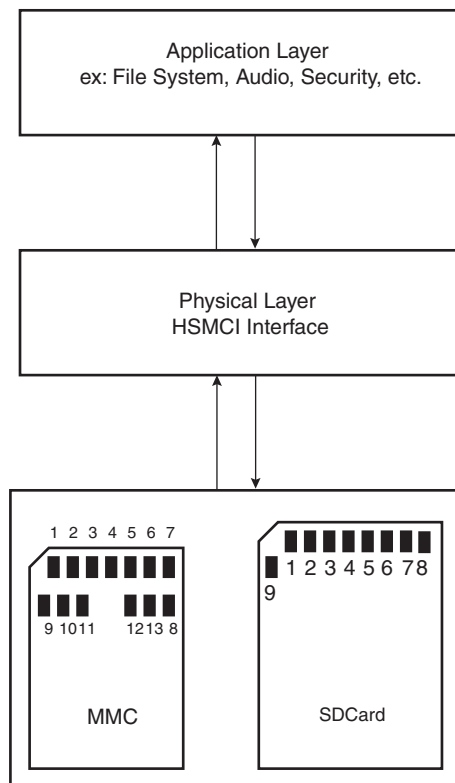 Application Layer
ex: File System, Audio, Security, etc.
Physical Layer
HSMCI Interface
1 2 3 4 5 6 7
9 10 11 12 13 8
MMC
1 2 3 4 5 6 7 8
9
SDCard